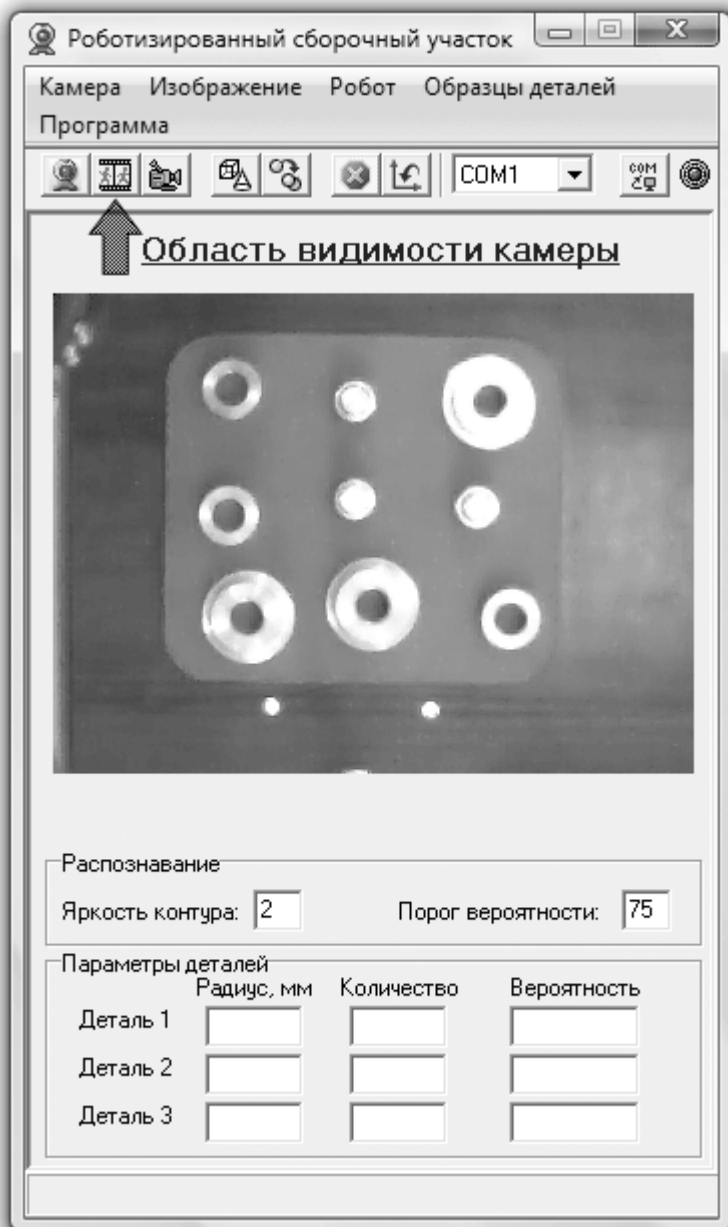 Роботизированный сборочный участок
Камера Изображение Робот Образцы деталей
Программа
COM1 COM
Область видимости камеры
Распознавание
Яркость контура: 2 Порог вероятности: 75
Параметры деталей
Радиус, мм Количество Вероятность
Деталь 1
Деталь 2
Деталь 3